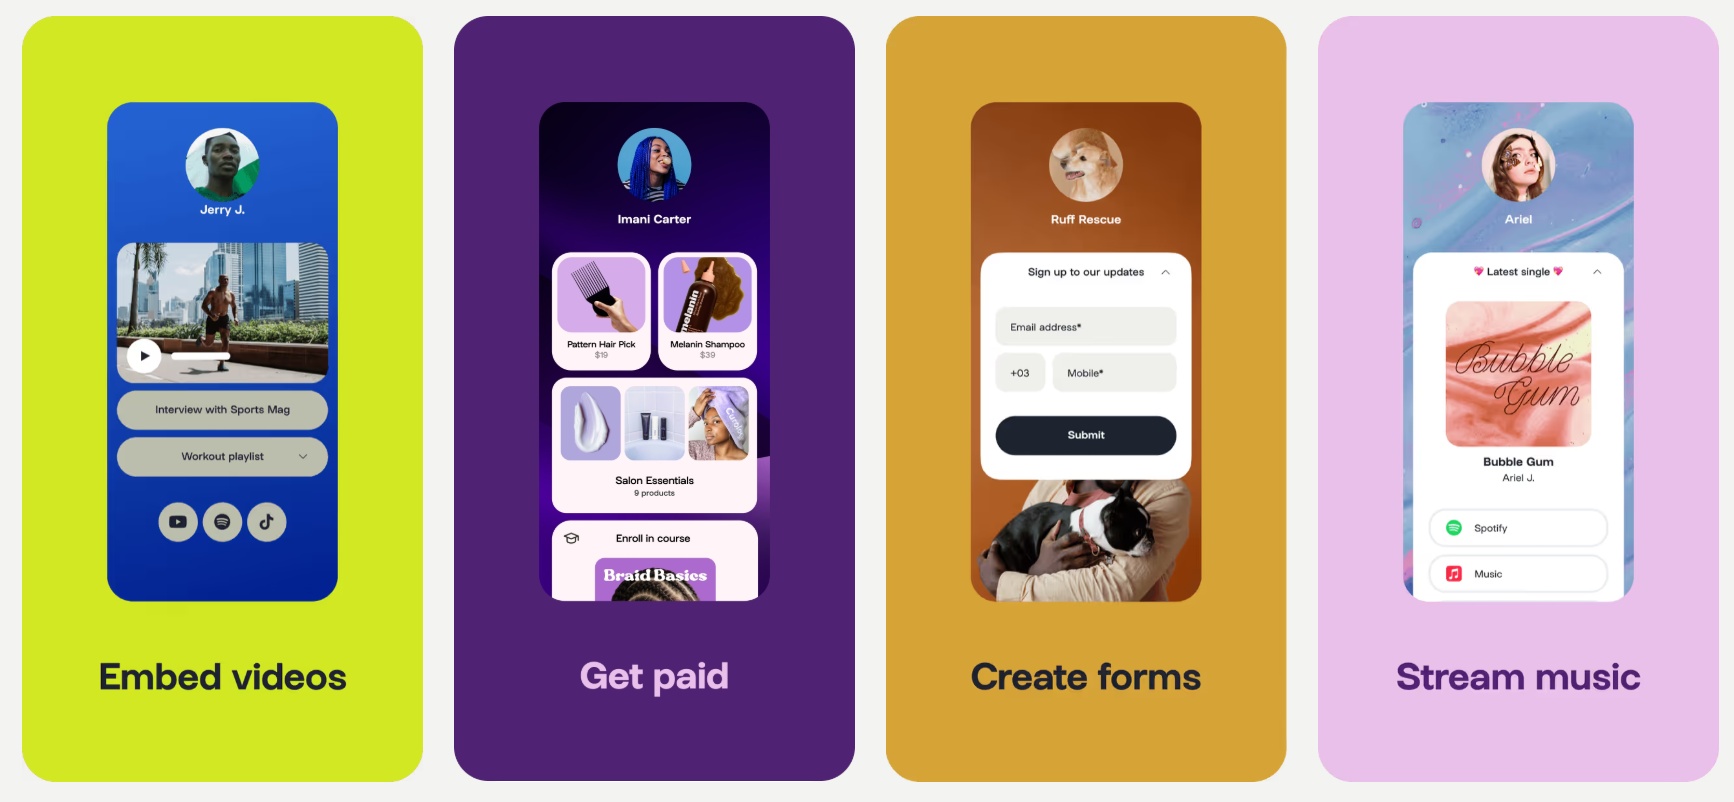 Jerry J.
Interview with Sports Mag
Workout playlist
Embed videos
Imani Carter
Pattern Hair Pick
$19
melanin
Melanin Shampoo
$39
Salon Essentials
9 products
Enroll in course
Braid Basics
Get paid
Ruff Rescue
Sign up to our updates
Email address*
+03
Mobile*
Submit
Create forms
Ariel
💗 Latest single 💗
Bubble
Gum
Bubble Gum
Ariel J.
Spotify
Music
Stream music